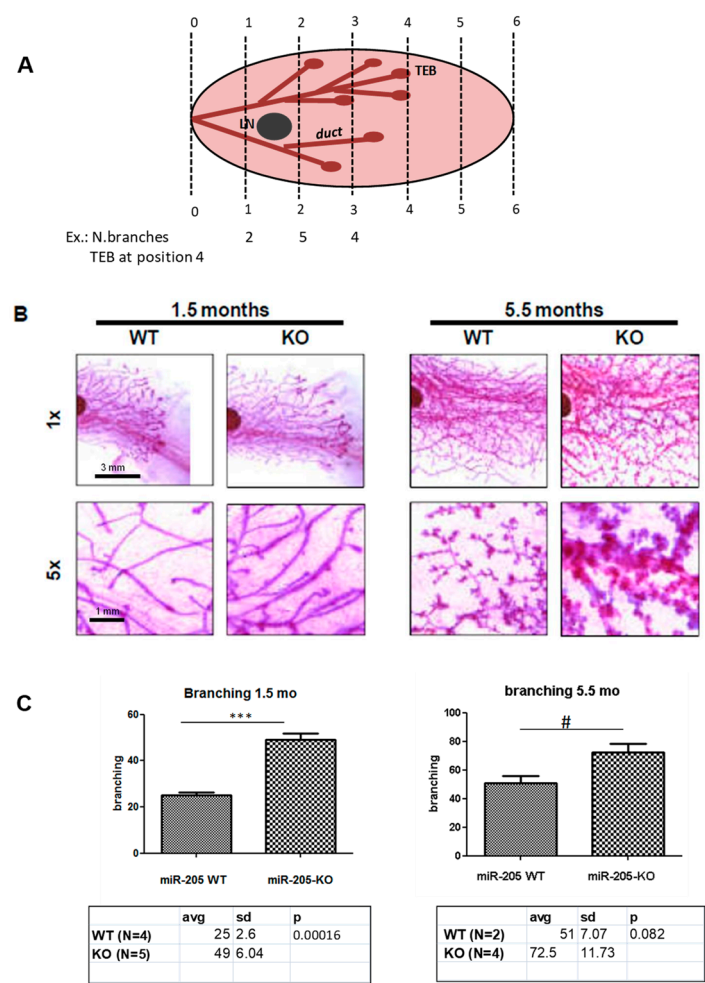 A
0 1 2 3 4 5 6
TEB
LN
duct
0 1 2 3 4 5 6
Ex.: N.branches 2 5 4
TEB at position 4
B
1.5 months 5.5 months
WT KO WT KO
1x
3 mm
5x
1 mm
C
Branching 1.5 mo
60
40
20
0
branching
***
miR-205 WT miR-205-KO
avg sd p
WT (N=4) 25 2.6 0.00016
KO (N=5) 49 6.04
branching 5.5 mo
100
80
60
40
20
0
branching
#
miR-205 WT miR-205-KO
avg sd p
WT (N=2) 51 7.07 0.082
KO (N=4) 72.5 11.73